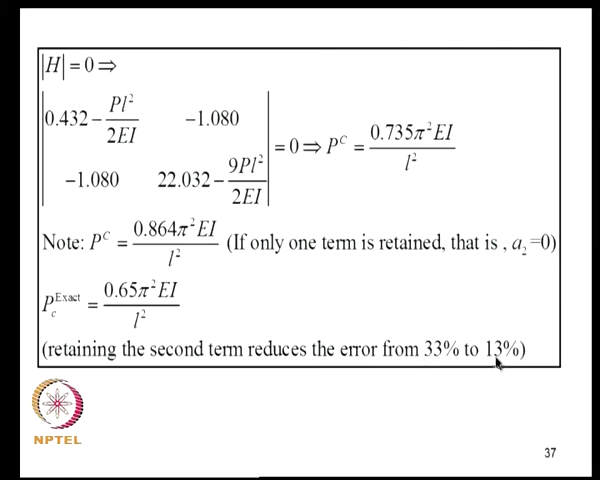 |H| = 0 ⇒
| 0.432 − Pl²/2EI    −1.080 |
| −1.080    22.032 − 9Pl²/2EI | = 0 ⇒ P^C = 0.735π²EI / l²
Note: P^C = 0.864π²EI / l² (If only one term is retained, that is , a₂=0)
P_c^Exact = 0.65π²EI / l²
(retaining the second term reduces the error from 33% to 13%)
NPTEL
37